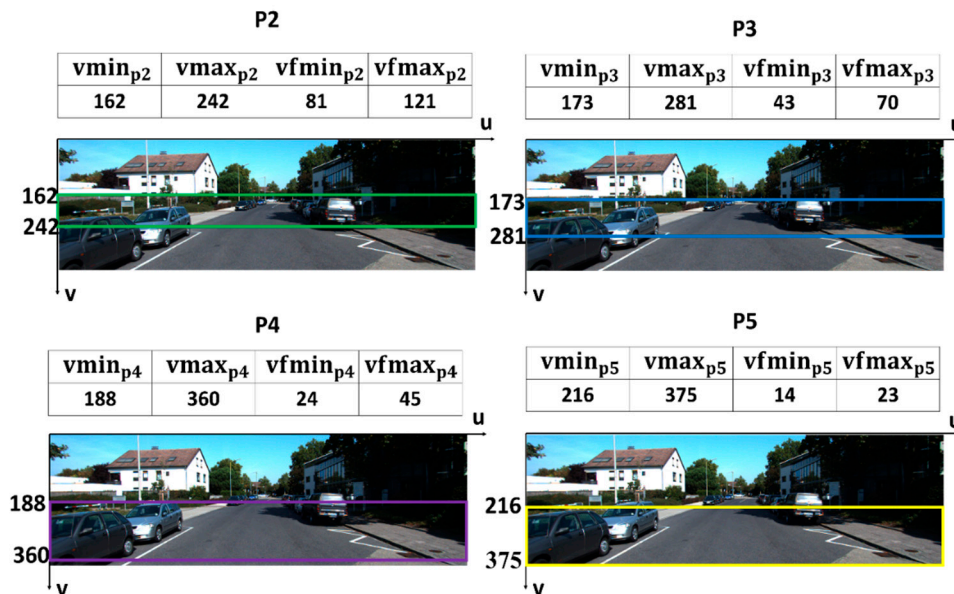 P2
vmin_p2 vmax_p2 vfmin_p2 vfmax_p2
162 242 81 121
u
162
242
v
P3
vmin_p3 vmax_p3 vfmin_p3 vfmax_p3
173 281 43 70
u
173
281
v
P4
vmin_p4 vmax_p4 vfmin_p4 vfmax_p4
188 360 24 45
u
188
360
v
P5
vmin_p5 vmax_p5 vfmin_p5 vfmax_p5
216 375 14 23
u
216
375
v